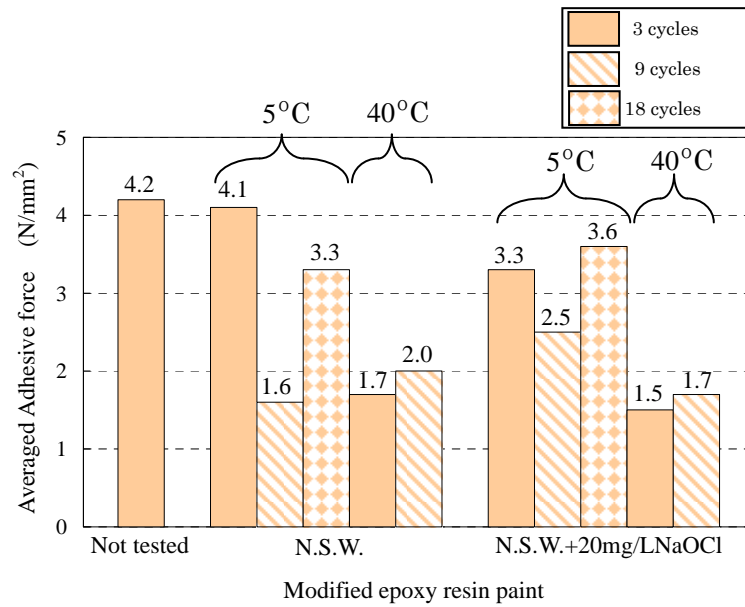 3 cycles
9 cycles
18 cycles
5°C
40°C
5°C
40°C
Averaged Adhesive force (N/mm²)
5
4
3
2
1
0
4.2
4.1
1.6
3.3
1.7
2.0
3.3
2.5
3.6
1.5
1.7
Not tested
N.S.W.
N.S.W.+20mg/LNaOCl
Modified epoxy resin paint